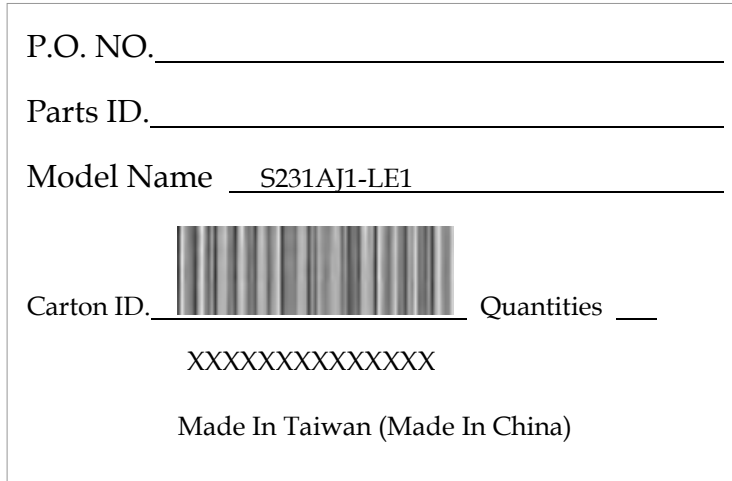 P.O. NO.
Parts ID.
Model Name S231AJ1-LE1
Carton ID. Quantities
XXXXXXXXXXXXXX
Made In Taiwan (Made In China)